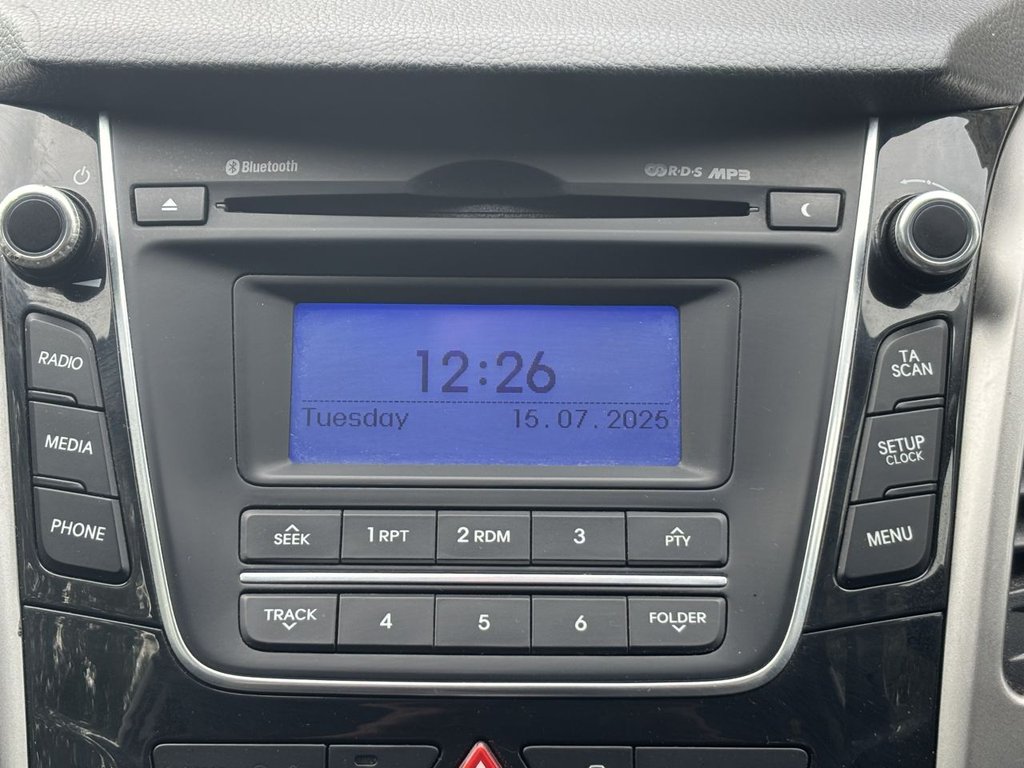 Bluetooth
R·D·S MP3
12:26
Tuesday 15.07.2025
RADIO
MEDIA
PHONE
TA
SCAN
SETUP
CLOCK
MENU
SEEK 1 RPT 2 RDM 3 PTY
TRACK 4 5 6 FOLDER